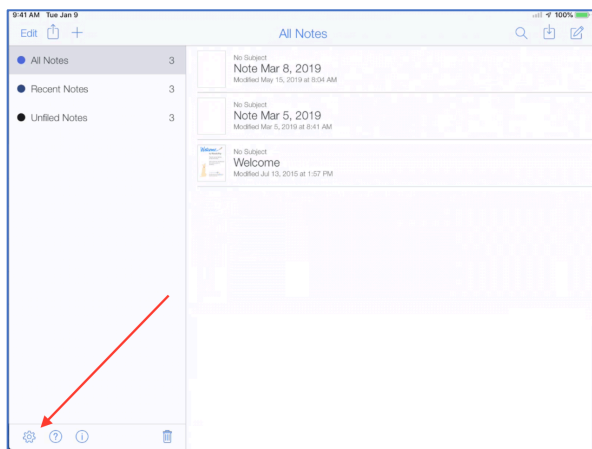 9:41 AM Tue Jan 9
100%
Edit
All Notes
All Notes 3
Recent Notes 3
Unfiled Notes 3
No Subject
Note Mar 8, 2019
Modified May 15, 2019 at 8:04 AM
No Subject
Note Mar 5, 2019
Modified Mar 5, 2019 at 8:41 AM
No Subject
Welcome
Modified Jul 13, 2015 at 1:57 PM